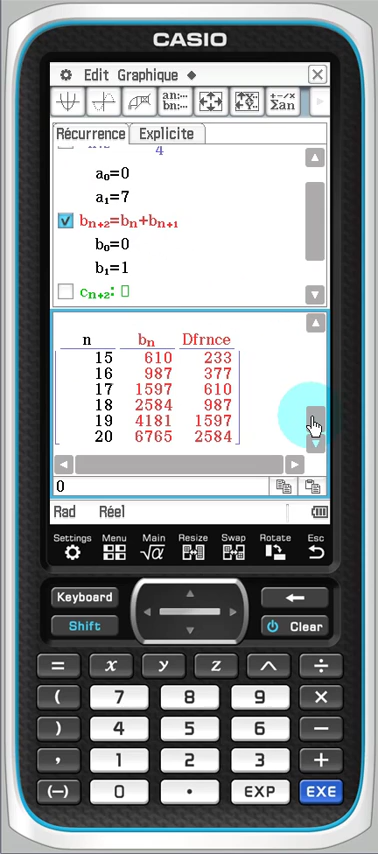 CASIO
Edit Graphique
an:··· bn:··· Y: X: +−/× Σan
Récurrence Explicite
4
a₀=0
a₁=7
bₙ₊₂=bₙ+bₙ₊₁
b₀=0
b₁=1
cₙ₊₂:
n bₙ Dfrnce
15 610 233
16 987 377
17 1597 610
18 2584 987
19 4181 1597
20 6765 2584
0
Rad Réel
Settings Menu Main Resize Swap Rotate Esc
√α
Keyboard
Shift Clear
= x y z ^ ÷
( 7 8 9 ×
) 4 5 6 −
, 1 2 3 +
(−) 0 · EXP EXE